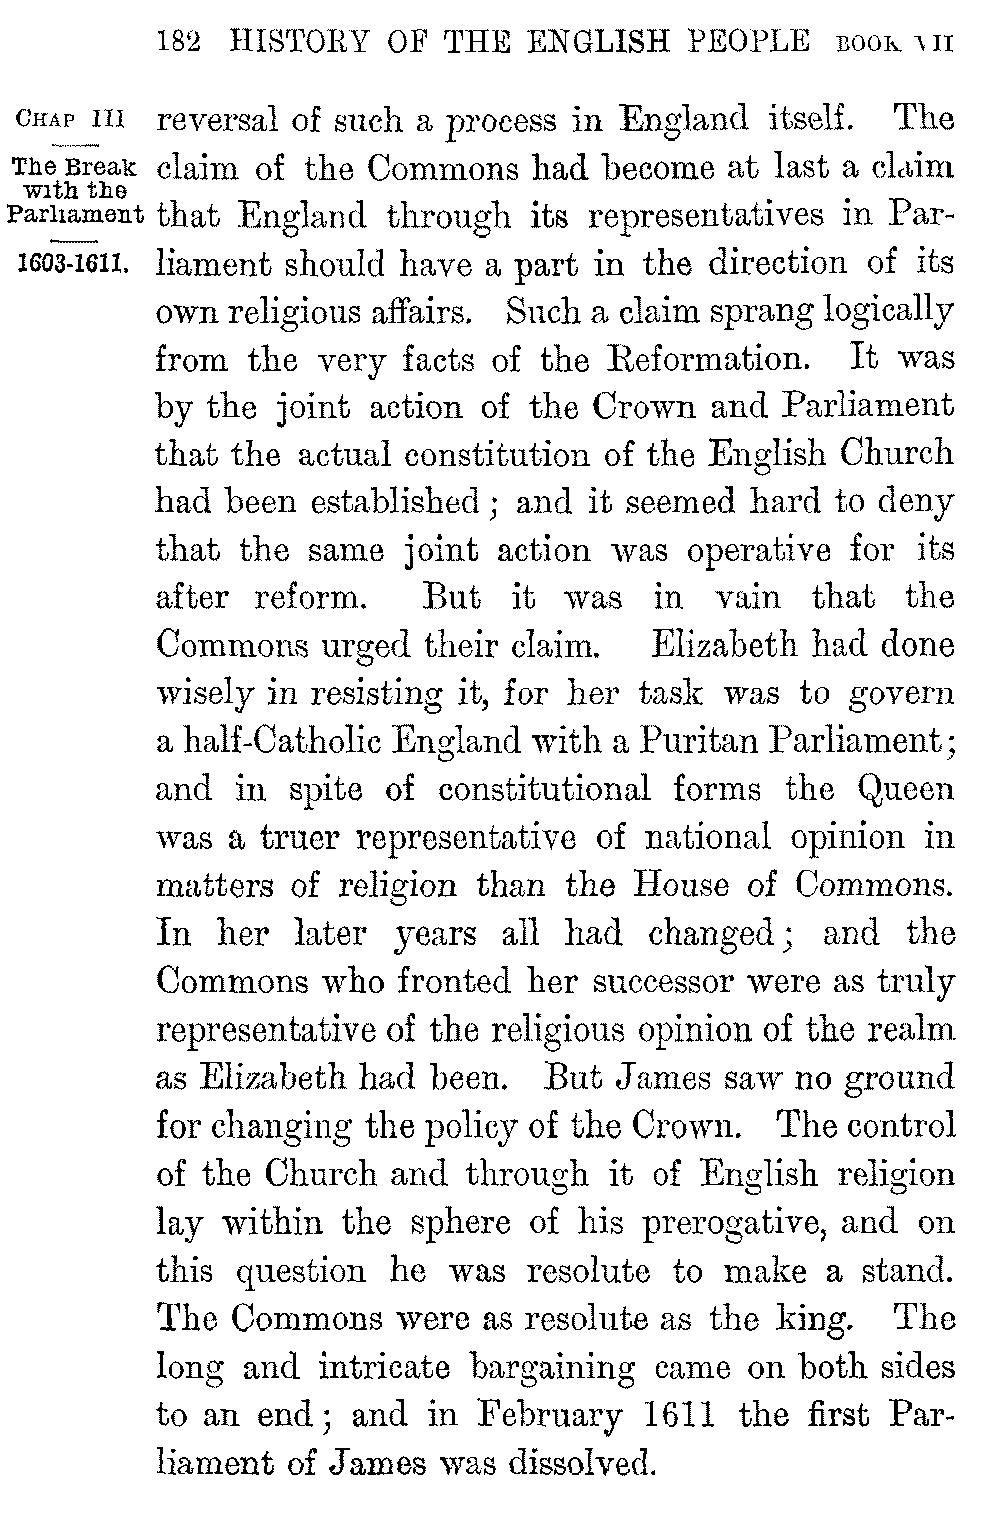 182 HISTORY OF THE ENGLISH PEOPLE BOOK VII
CHAP III
The Break
with the
Parliament
1603-1611.
reversal of such a process in England itself. The
claim of the Commons had become at last a claim
that England through its representatives in Par-
liament should have a part in the direction of its
own religious affairs. Such a claim sprang logically
from the very facts of the Reformation. It was
by the joint action of the Crown and Parliament
that the actual constitution of the English Church
had been established; and it seemed hard to deny
that the same joint action was operative for its
after reform. But it was in vain that the
Commons urged their claim. Elizabeth had done
wisely in resisting it, for her task was to govern
a half-Catholic England with a Puritan Parliament;
and in spite of constitutional forms the Queen
was a truer representative of national opinion in
matters of religion than the House of Commons.
In her later years all had changed; and the
Commons who fronted her successor were as truly
representative of the religious opinion of the realm
as Elizabeth had been. But James saw no ground
for changing the policy of the Crown. The control
of the Church and through it of English religion
lay within the sphere of his prerogative, and on
this question he was resolute to make a stand.
The Commons were as resolute as the king. The
long and intricate bargaining came on both sides
to an end; and in February 1611 the first Par-
liament of James was dissolved.